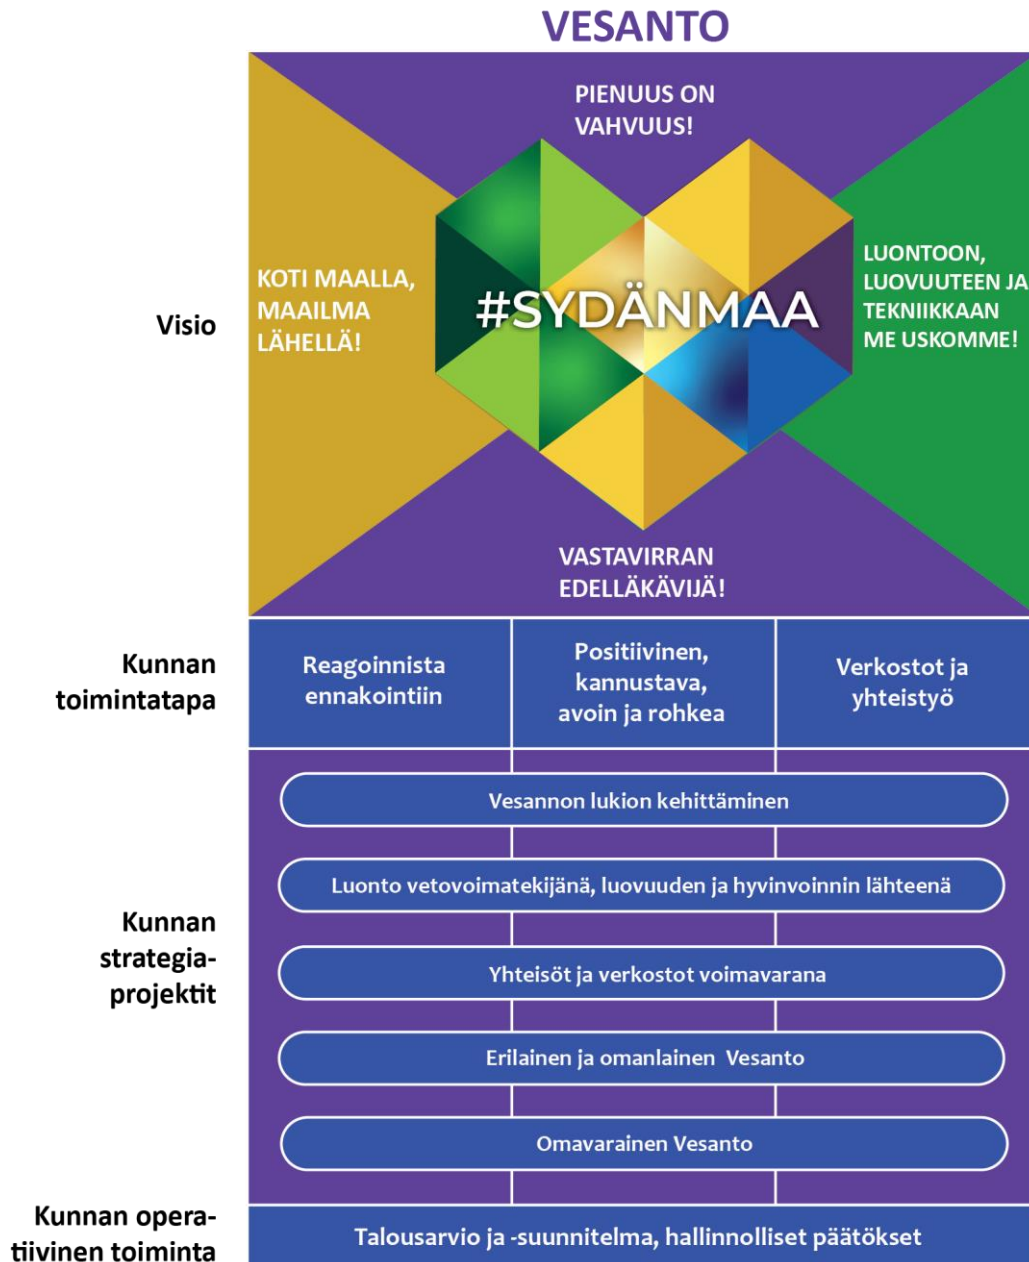 VESANTO
PIENUUS ON
VAHVUUS!
KOTI MAALLA,
MAAILMA
LÄHELLÄ!
#SYDÄNMAA
LUONTOON,
LUOVUUTEEN JA
TEKNIIKKAAN
ME USKOMME!
Visio
VASTAVIRRAN
EDELLÄKÄVIJÄ!
Kunnan
toimintatapa
Reagoinnista
ennakointiin
Positiivinen,
kannustava,
avoin ja rohkea
Verkostot ja
yhteistyö
Kunnan
strategia-
projektit
Vesannon lukion kehittäminen
Luonto vetovoimatekijänä, luovuuden ja hyvinvoinnin lähteenä
Yhteisöt ja verkostot voimavarana
Erilainen ja omanlainen Vesanto
Omavarainen Vesanto
Kunnan opera-
tiivinen toiminta
Talousarvio ja -suunnitelma, hallinnolliset päätökset